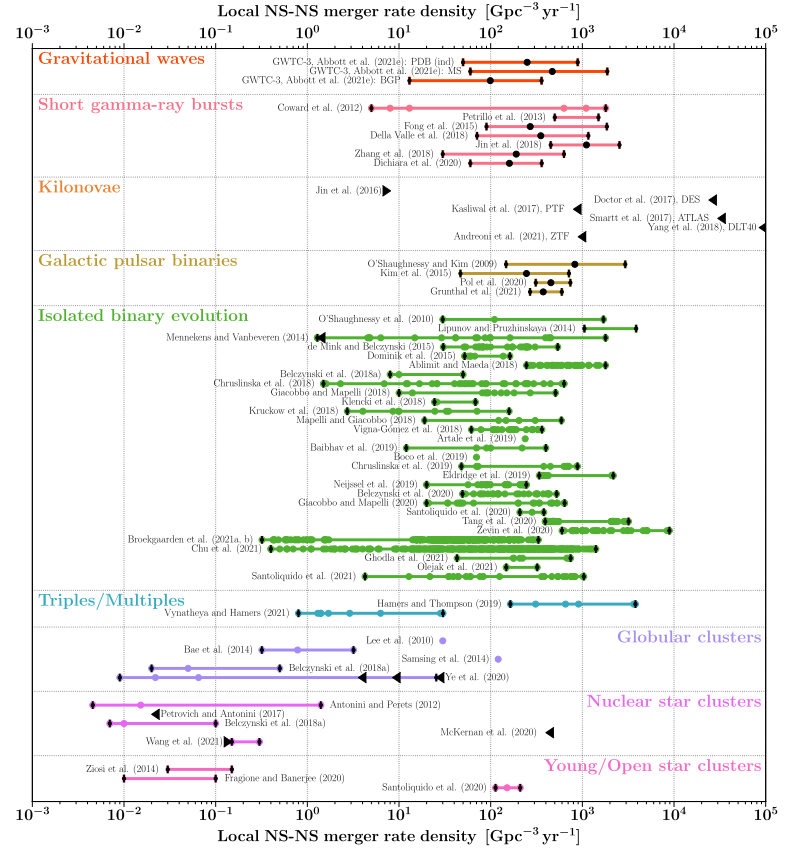 Local NS-NS merger rate density [Gpc⁻³ yr⁻¹]
10⁻³ 10⁻² 10⁻¹ 10⁰ 10¹ 10² 10³ 10⁴ 10⁵
Gravitational waves
GWTC-3, Abbott et al. (2021e): PDB (ind)
GWTC-3, Abbott et al. (2021e): MS
GWTC-3, Abbott et al. (2021e): BGP
Short gamma-ray bursts
Coward et al. (2012)
Petrillo et al. (2013)
Fong et al. (2015)
Della Valle et al. (2018)
Jin et al. (2018)
Zhang et al. (2018)
Dichiara et al. (2020)
Kilonovae
Jin et al. (2016)
Doctor et al. (2017), DES
Kasliwal et al. (2017), PTF
Smartt et al. (2017), ATLAS
Yang et al. (2018), DLT40
Andreoni et al. (2021), ZTF
Galactic pulsar binaries
O'Shaughnessy and Kim (2009)
Kim et al. (2015)
Pol et al. (2020)
Grunthal et al. (2021)
Isolated binary evolution
O'Shaughnessy et al. (2010)
Lipunov and Pruzhinskaya (2014)
Mennekens and Vanbeveren (2014)
de Mink and Belczynski (2015)
Dominik et al. (2015)
Ablimit and Maeda (2018)
Belczynski et al. (2018a)
Chruslinska et al. (2018)
Giacobbo and Mapelli (2018)
Klencki et al. (2018)
Kruckow et al. (2018)
Mapelli and Giacobbo (2018)
Vigna-Gómez et al. (2018)
Artale et al. (2019)
Baibhav et al. (2019)
Boco et al. (2019)
Chruslinska et al. (2019)
Eldridge et al. (2019)
Neijssel et al. (2019)
Belczynski et al. (2020)
Giacobbo and Mapelli (2020)
Santoliquido et al. (2020)
Tang et al. (2020)
Zevin et al. (2020)
Broekgaarden et al. (2021a, b)
Chu et al. (2021)
Ghodla et al. (2021)
Olejak et al. (2021)
Santoliquido et al. (2021)
Triples/Multiples
Hamers and Thompson (2019)
Vynatheya and Hamers (2021)
Globular clusters
Lee et al. (2010)
Bae et al. (2014)
Samsing et al. (2014)
Belczynski et al. (2018a)
Ye et al. (2020)
Nuclear star clusters
Antonini and Perets (2012)
Petrovich and Antonini (2017)
Belczynski et al. (2018a)
McKernan et al. (2020)
Wang et al. (2021)
Young/Open star clusters
Ziosi et al. (2014)
Fragione and Banerjee (2020)
Santoliquido et al. (2020)
10⁻³ 10⁻² 10⁻¹ 10⁰ 10¹ 10² 10³ 10⁴ 10⁵
Local NS-NS merger rate density [Gpc⁻³ yr⁻¹]